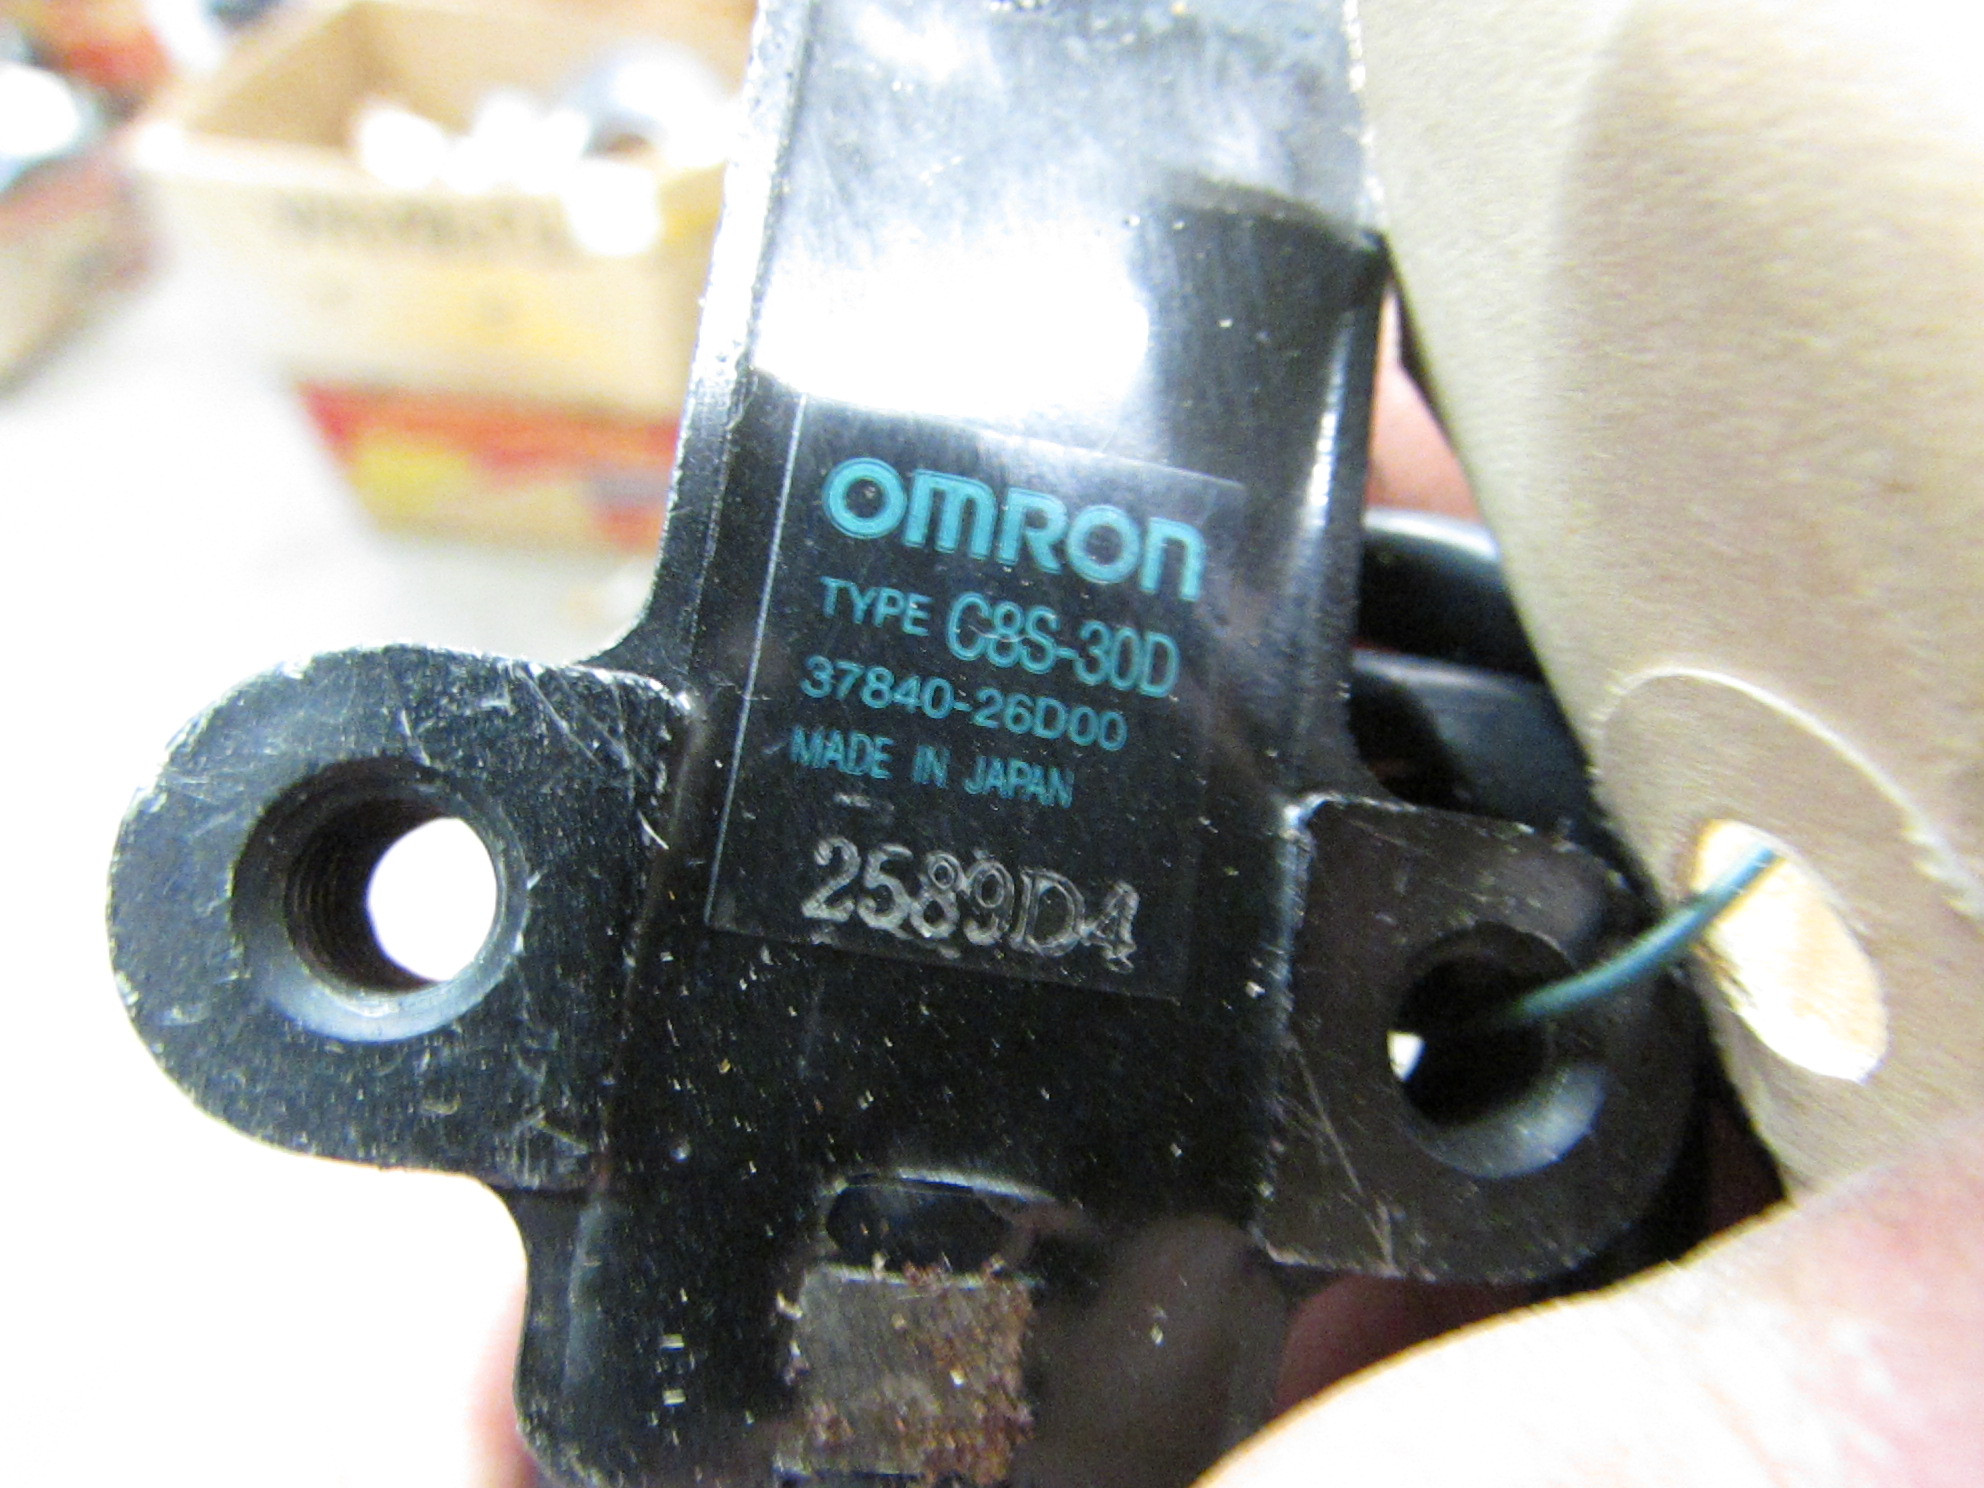 OMRON
TYPE C8S-30D
37840-26D00
MADE IN JAPAN
2589D4